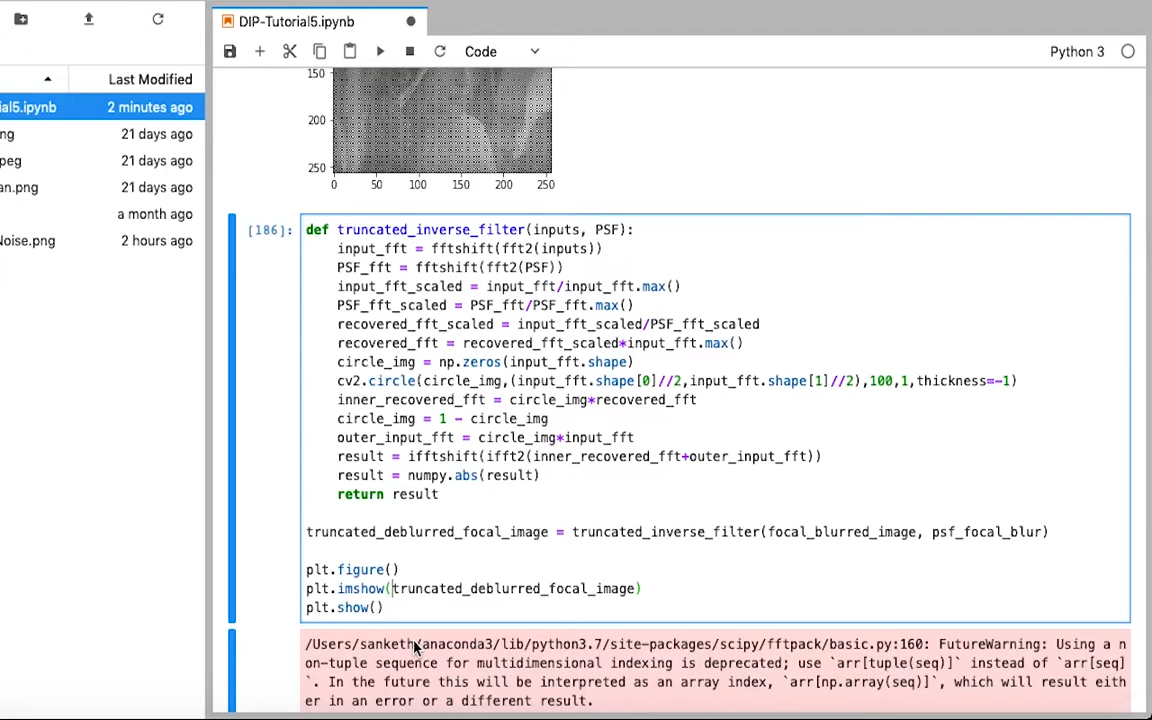 DIP-Tutorial5.ipynb
Code
Python 3
Last Modified
ial5.ipynb 2 minutes ago
ng 21 days ago
peg 21 days ago
an.png 21 days ago
a month ago
Noise.png 2 hours ago
150
200
250
0 50 100 150 200 250
[186]: def truncated_inverse_filter(inputs, PSF):
input_fft = fftshift(fft2(inputs))
PSF_fft = fftshift(fft2(PSF))
input_fft_scaled = input_fft/input_fft.max()
PSF_fft_scaled = PSF_fft/PSF_fft.max()
recovered_fft_scaled = input_fft_scaled/PSF_fft_scaled
recovered_fft = recovered_fft_scaled*input_fft.max()
circle_img = np.zeros(input_fft.shape)
cv2.circle(circle_img,(input_fft.shape[0]//2,input_fft.shape[1]//2),100,1,thickness=-1)
inner_recovered_fft = circle_img*recovered_fft
circle_img = 1 - circle_img
outer_input_fft = circle_img*input_fft
result = ifftshift(ifft2(inner_recovered_fft+outer_input_fft))
result = numpy.abs(result)
return result
truncated_deblurred_focal_image = truncated_inverse_filter(focal_blurred_image, psf_focal_blur)
plt.figure()
plt.imshow(truncated_deblurred_focal_image)
plt.show()
/Users/sanketh/anaconda3/lib/python3.7/site-packages/scipy/fftpack/basic.py:160: FutureWarning: Using a n
on-tuple sequence for multidimensional indexing is deprecated; use `arr[tuple(seq)]` instead of `arr[seq]
`. In the future this will be interpreted as an array index, `arr[np.array(seq)]`, which will result eith
er in an error or a different result.